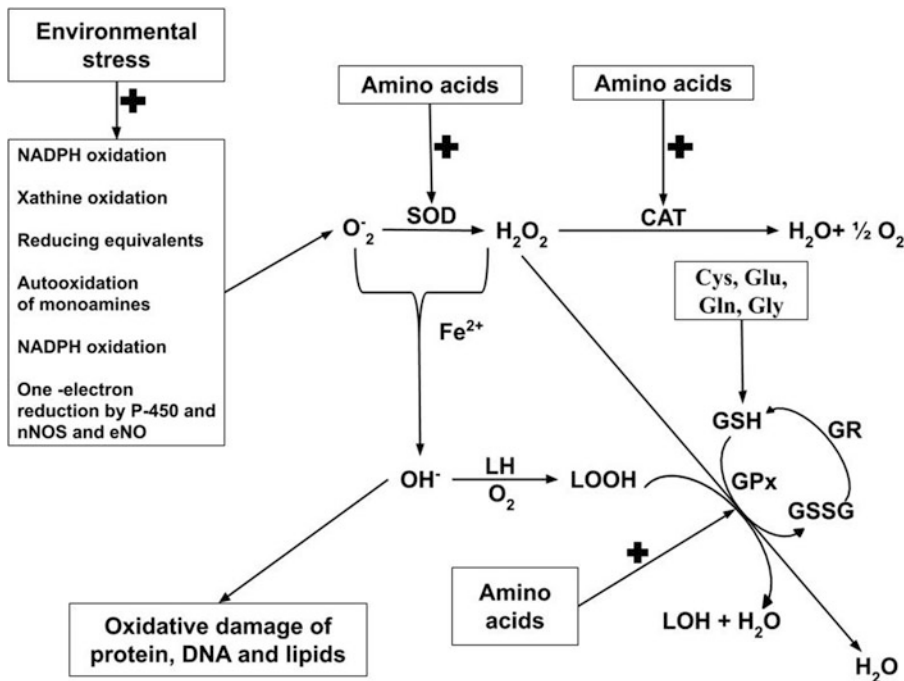 Environmental
stress
NADPH oxidation
Xathine oxidation
Reducing equivalents
Autooxidation
of monoamines
NADPH oxidation
One -electron
reduction by P-450 and
nNOS and eNO
Amino acids
Amino acids
O⁻₂
SOD
H₂O₂
CAT
H₂O+ ½ O₂
Fe²⁺
Cys, Glu,
Gln, Gly
GSH
GR
GPx
GSSG
OH⁻
LH
O₂
LOOH
Amino
acids
LOH + H₂O
H₂O
Oxidative damage of
protein, DNA and lipids